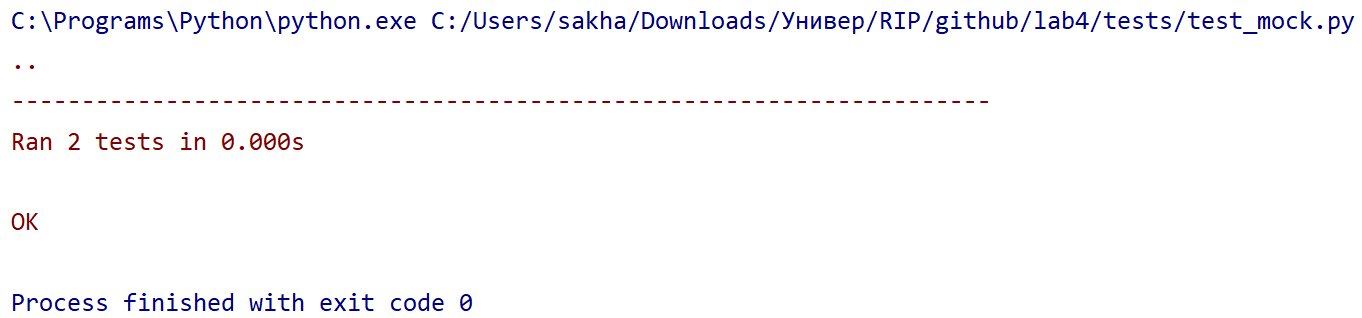 C:\Programs\Python\python.exe C:/Users/sakha/Downloads/Универ/RIP/github/lab4/tests/test_mock.py
..
----------------------------------------------------------------------
Ran 2 tests in 0.000s
OK
Process finished with exit code 0